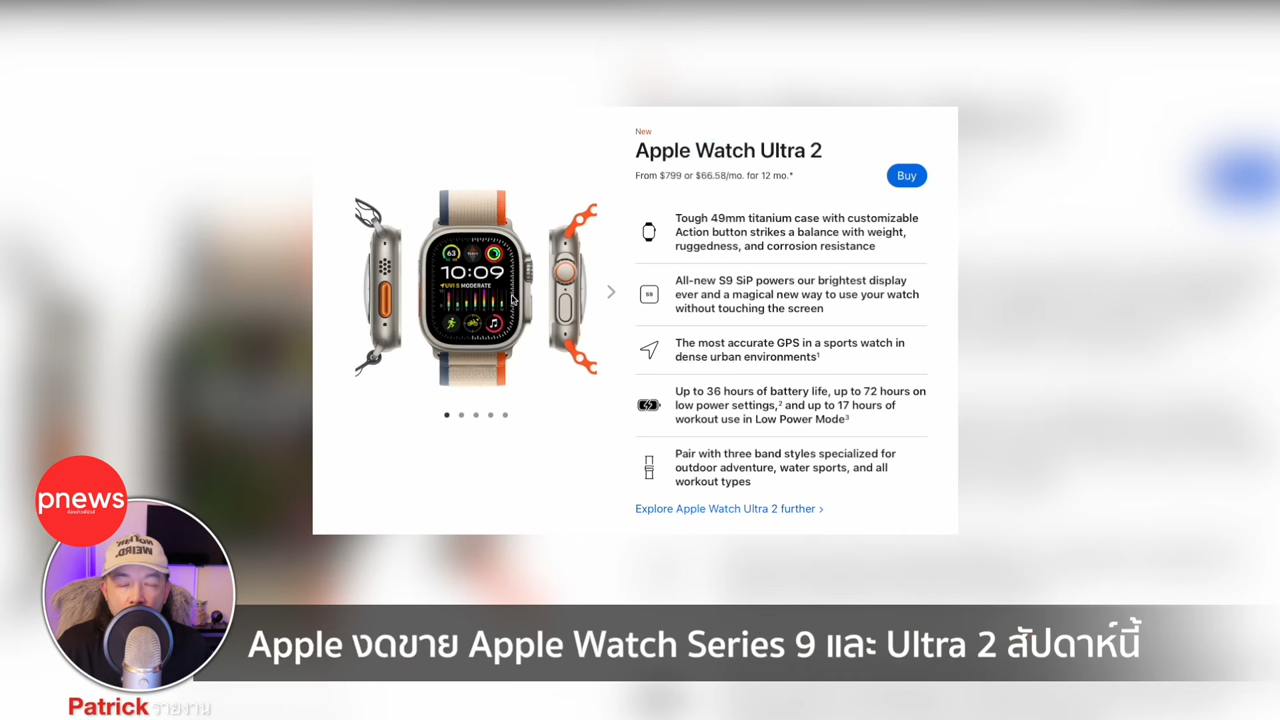 New
Apple Watch Ultra 2
From $799 or $66.58/mo. for 12 mo.*
Buy
Tough 49mm titanium case with customizable
Action button strikes a balance with weight,
ruggedness, and corrosion resistance
All-new S9 SiP powers our brightest display
ever and a magical new way to use your watch
without touching the screen
S9
The most accurate GPS in a sports watch in
dense urban environments¹
Up to 36 hours of battery life, up to 72 hours on
low power settings,² and up to 17 hours of
workout use in Low Power Mode³
Pair with three band styles specialized for
outdoor adventure, water sports, and all
workout types
Explore Apple Watch Ultra 2 further >
63
10:09
UVI 5 MODERATE
pnews
WEIRD.
Apple งดขาย Apple Watch Series 9 และ Ultra 2 สัปดาห์นี้
Patrick รายงาน